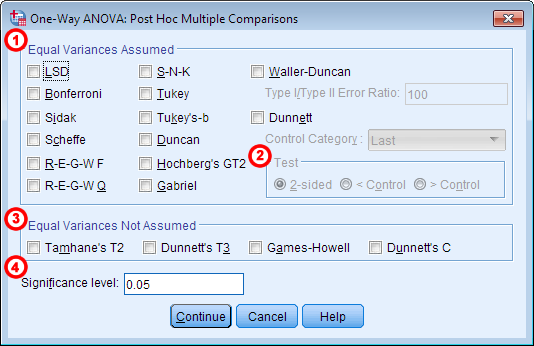 One-Way ANOVA: Post Hoc Multiple Comparisons
1
Equal Variances Assumed
LSD S-N-K Waller-Duncan
Bonferroni Tukey Type I/Type II Error Ratio: 100
Sidak Tukey's-b Dunnett
Scheffe Duncan Control Category: Last
R-E-G-W F Hochberg's GT2 2 Test
R-E-G-W Q Gabriel 2-sided < Control > Control
3
Equal Variances Not Assumed
Tamhane's T2 Dunnett's T3 Games-Howell Dunnett's C
4
Significance level: 0.05
Continue Cancel Help